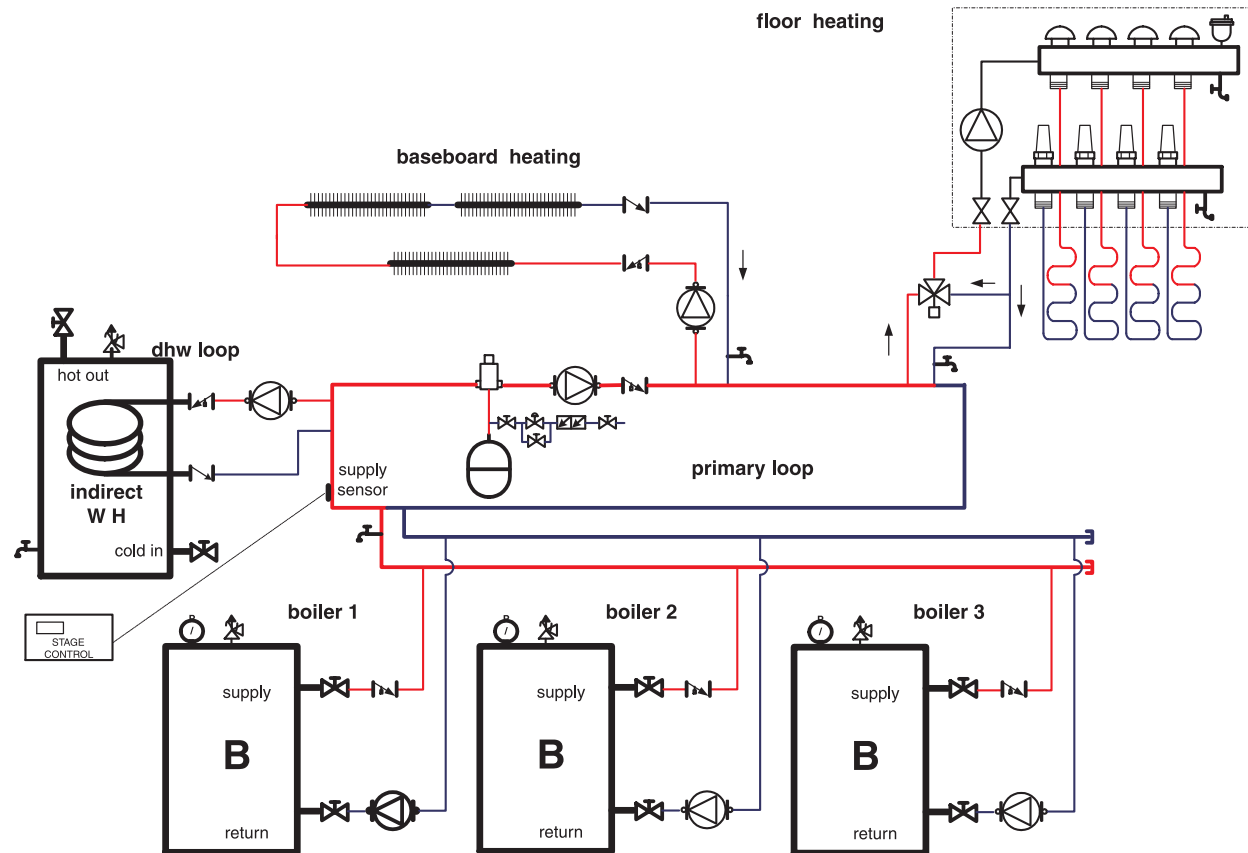 floor heating
baseboard heating
dhw loop
hot out
indirect
W H
cold in
supply
sensor
primary loop
STAGE
CONTROL
boiler 1
boiler 2
boiler 3
supply
B
return
supply
B
return
supply
B
return